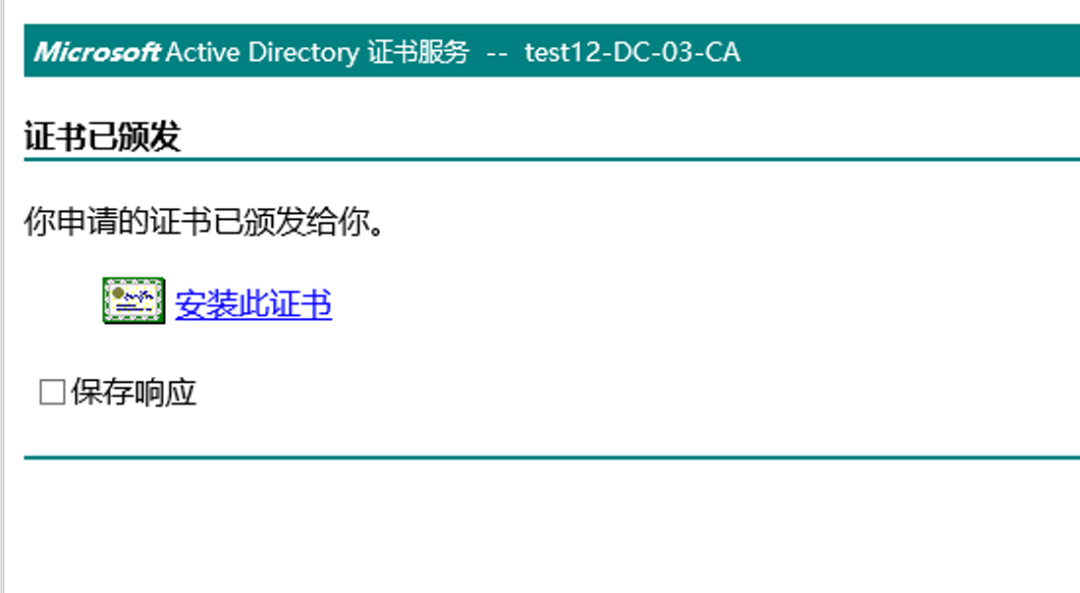 Microsoft Active Directory 证书服务 -- test12-DC-03-CA
证书已颁发
你申请的证书已颁发给你。
安装此证书
保存响应